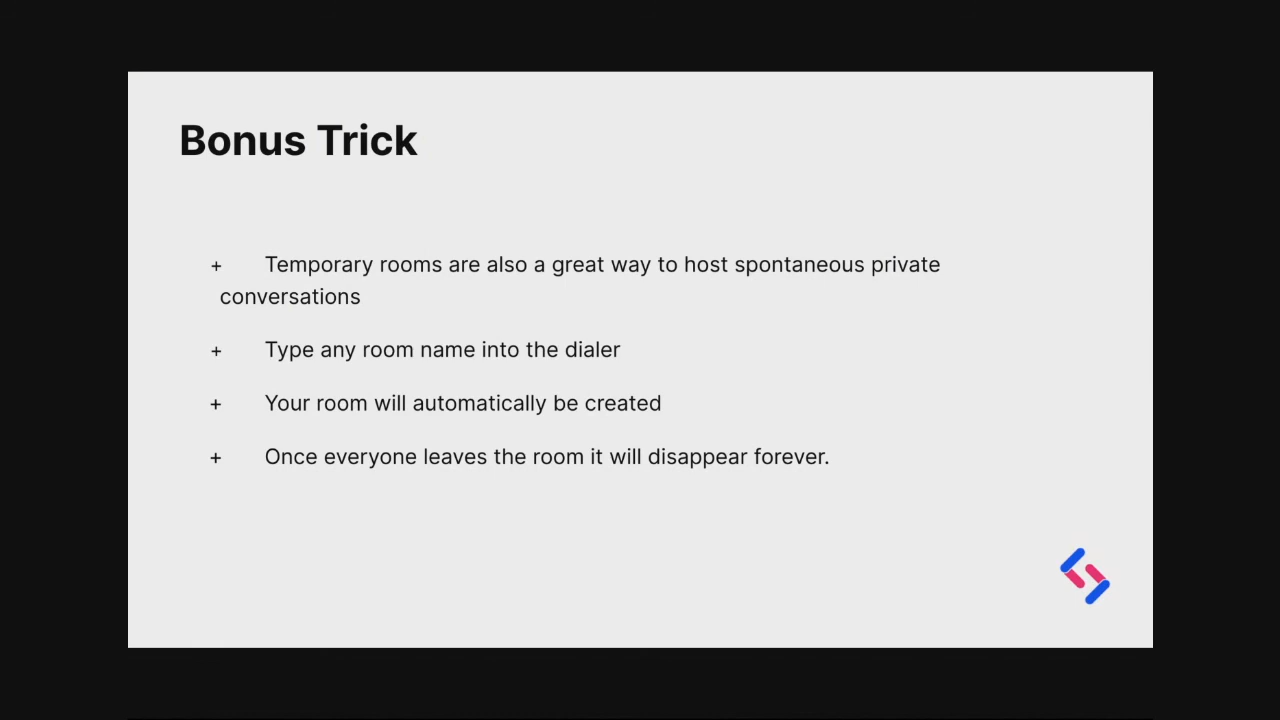 Bonus Trick
+ Temporary rooms are also a great way to host spontaneous private
conversations
+ Type any room name into the dialer
+ Your room will automatically be created
+ Once everyone leaves the room it will disappear forever.